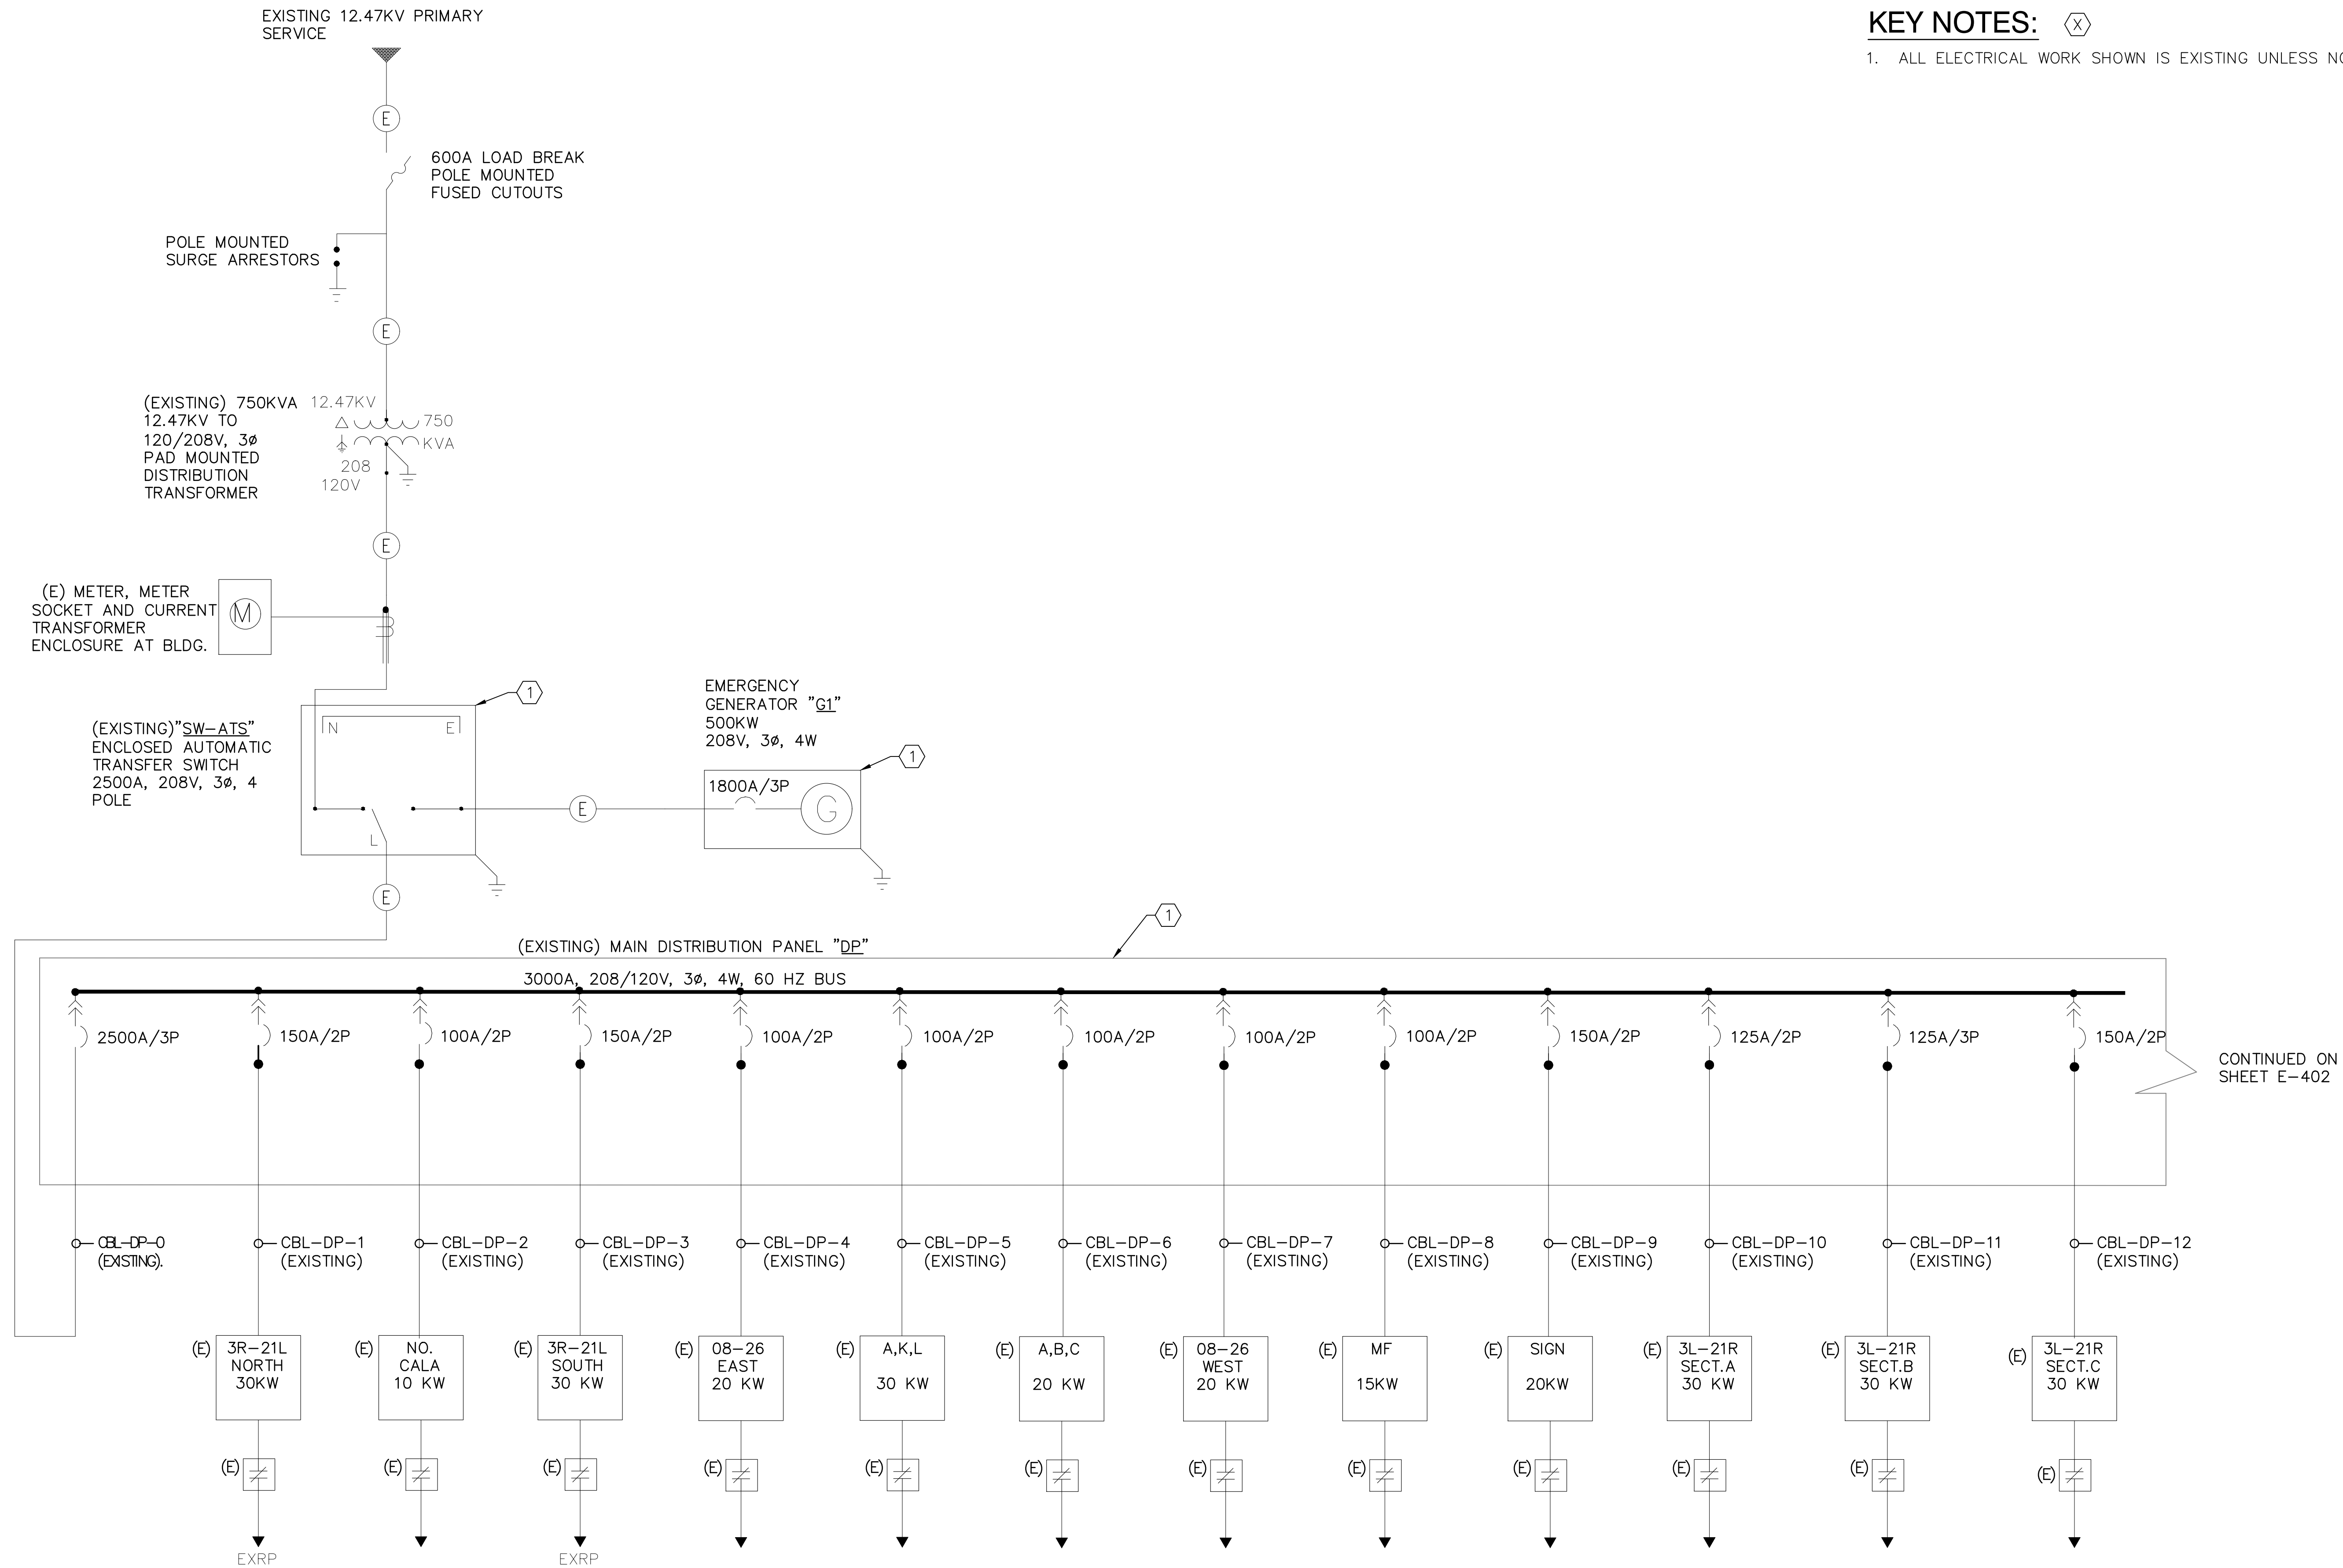 EXISTING 12.47KV PRIMARY
SERVICE
KEY NOTES: X
1. ALL ELECTRICAL WORK SHOWN IS EXISTING UNLESS
E
600A LOAD BREAK
POLE MOUNTED
FUSED CUTOUTS
POLE MOUNTED
SURGE ARRESTORS
E
(EXISTING) 750KVA
12.47KV TO
120/208V, 3ø
PAD MOUNTED
DISTRIBUTION
TRANSFORMER
12.47KV
750
KVA
208
120V
E
(E) METER, METER
SOCKET AND CURRENT
TRANSFORMER
ENCLOSURE AT BLDG.
M
1
(EXISTING)"SW-ATS"
ENCLOSED AUTOMATIC
TRANSFER SWITCH
2500A, 208V, 3ø, 4
POLE
N
E
L
E
EMERGENCY
GENERATOR "G1"
500KW
208V, 3ø, 4W
1
1800A/3P
G
E
1
(EXISTING) MAIN DISTRIBUTION PANEL "DP"
3000A, 208/120V, 3ø, 4W, 60 HZ BUS
2500A/3P
150A/2P
100A/2P
150A/2P
100A/2P
100A/2P
100A/2P
100A/2P
100A/2P
150A/2P
125A/2P
125A/3P
150A/2P
CONTINUED ON
SHEET E-402
CBL-DP-0
(EXISTING).
CBL-DP-1
(EXISTING)
CBL-DP-2
(EXISTING)
CBL-DP-3
(EXISTING)
CBL-DP-4
(EXISTING)
CBL-DP-5
(EXISTING)
CBL-DP-6
(EXISTING)
CBL-DP-7
(EXISTING)
CBL-DP-8
(EXISTING)
CBL-DP-9
(EXISTING)
CBL-DP-10
(EXISTING)
CBL-DP-11
(EXISTING)
CBL-DP-12
(EXISTING)
(E) 3R-21L
NORTH
30KW
(E) NO.
CALA
10 KW
(E) 3R-21L
SOUTH
30 KW
(E) 08-26
EAST
20 KW
(E) A,K,L
30 KW
(E) A,B,C
20 KW
(E) 08-26
WEST
20 KW
(E) MF
15KW
(E) SIGN
20KW
(E) 3L-21R
SECT.A
30 KW
(E) 3L-21R
SECT.B
30 KW
(E) 3L-21R
SECT.C
30 KW
(E)
(E)
(E)
(E)
(E)
(E)
(E)
(E)
(E)
(E)
(E)
(E)
EXRP
EXRP